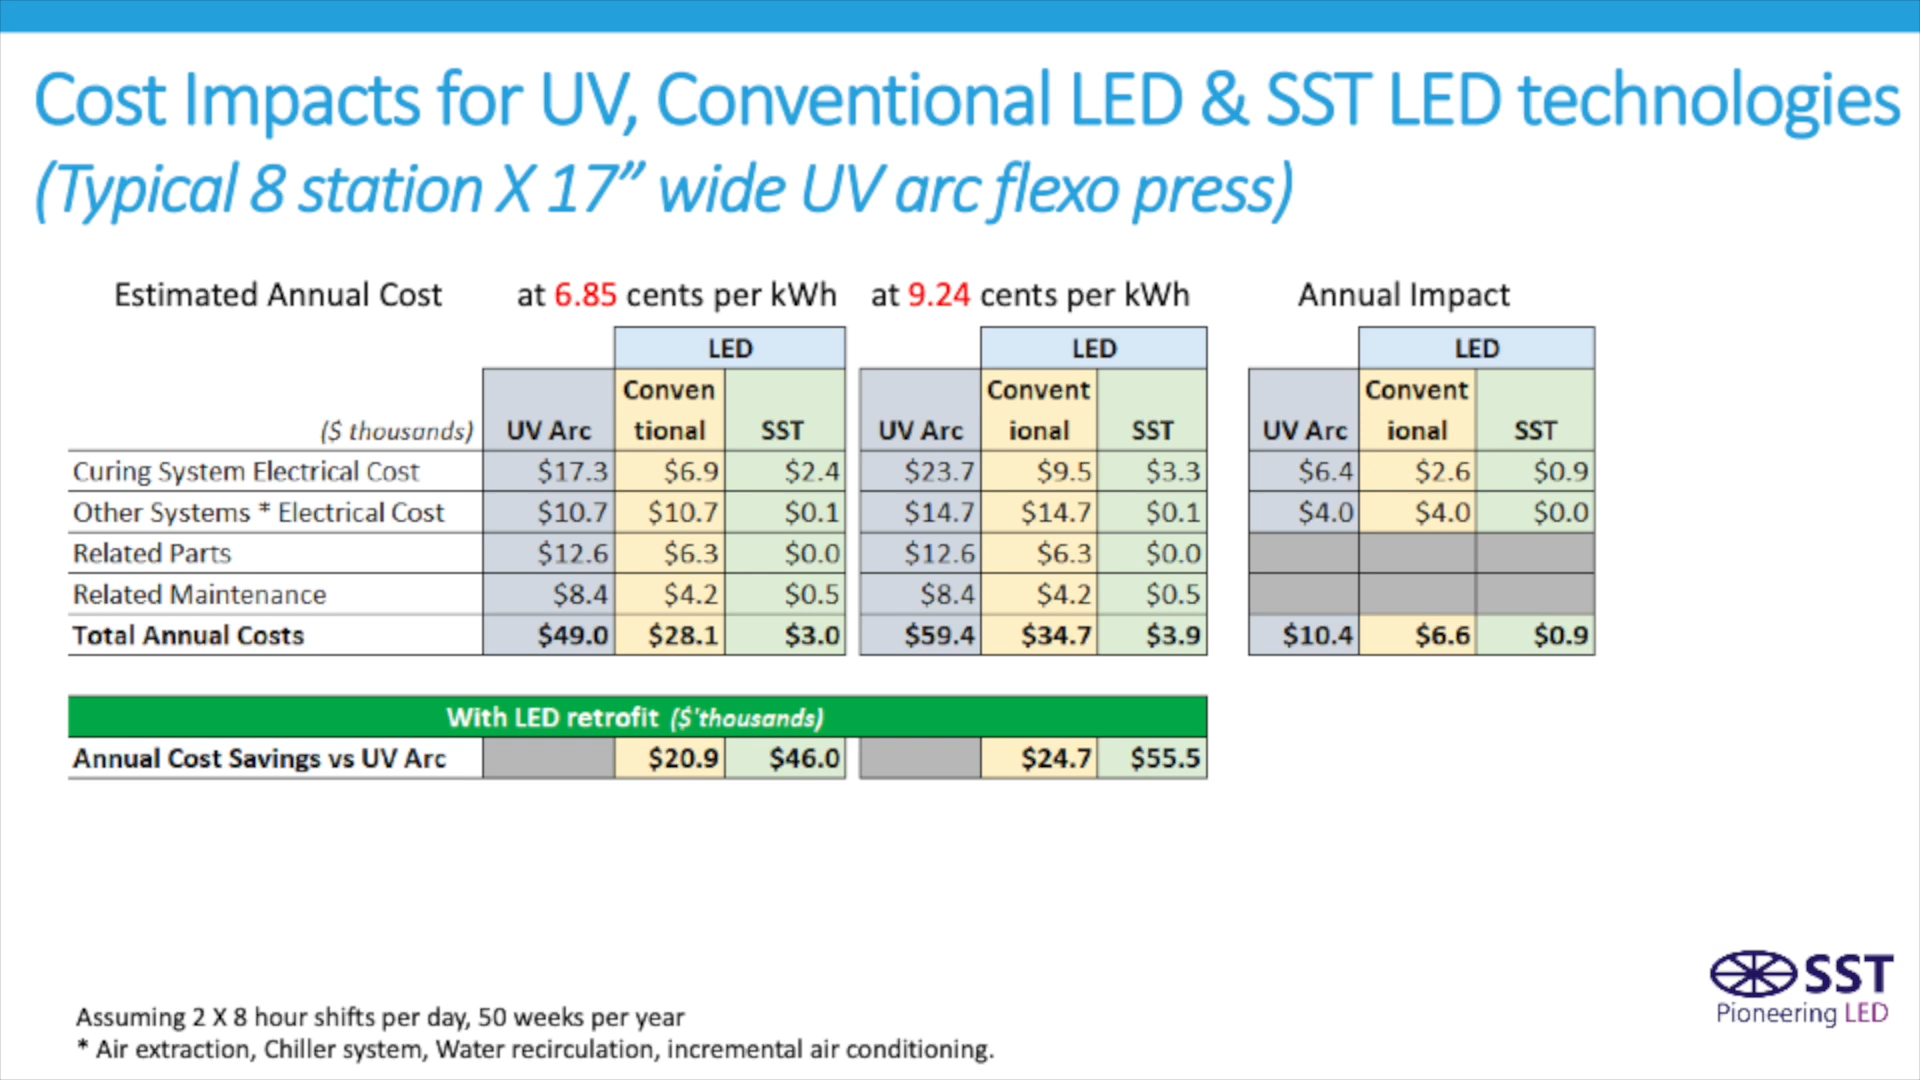 Cost Impacts for UV, Conventional LED & SST LED technologies
(Typical 8 station X 17” wide UV arc flexo press)
Estimated Annual Cost at 6.85 cents per kWh at 9.24 cents per kWh Annual Impact
LED LED LED
Conven Convent Convent
($ thousands) UV Arc tional SST UV Arc ional SST UV Arc ional SST
Curing System Electrical Cost $17.3 $6.9 $2.4 $23.7 $9.5 $3.3 $6.4 $2.6 $0.9
Other Systems * Electrical Cost $10.7 $10.7 $0.1 $14.7 $14.7 $0.1 $4.0 $4.0 $0.0
Related Parts $12.6 $6.3 $0.0 $12.6 $6.3 $0.0
Related Maintenance $8.4 $4.2 $0.5 $8.4 $4.2 $0.5
Total Annual Costs $49.0 $28.1 $3.0 $59.4 $34.7 $3.9 $10.4 $6.6 $0.9
With LED retrofit ($'thousands)
Annual Cost Savings vs UV Arc $20.9 $46.0 $24.7 $55.5
SST
Pioneering LED
Assuming 2 X 8 hour shifts per day, 50 weeks per year
* Air extraction, Chiller system, Water recirculation, incremental air conditioning.